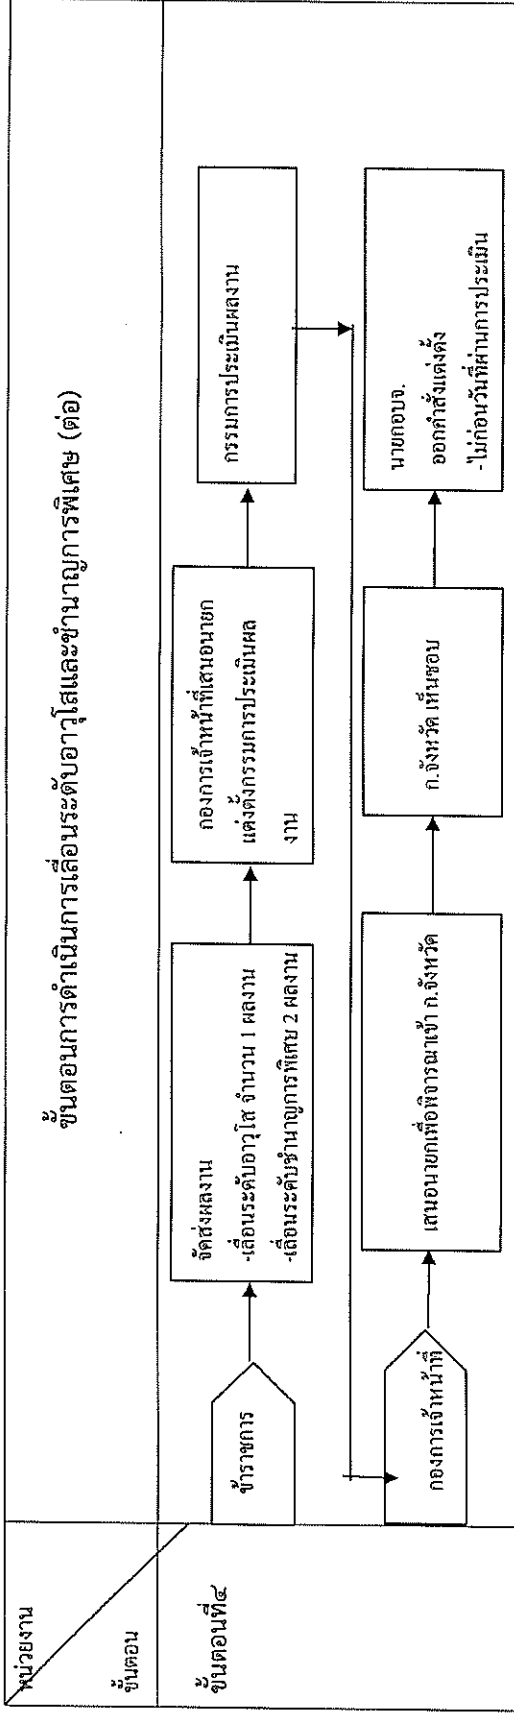 ขั้นตอนการดำเนินการเลื่อนระดับอาวุโสและชำนาญการพิเศษ (ต่อ)
หน่วยงาน
ขั้นตอน
ขั้นตอนที่๔
ข้าราชการ
จัดส่งผลงาน
-เลื่อนระดับอาวุโส จำนวน 1 ผลงาน
-เลื่อนระดับชำนาญการพิเศษ 2 ผลงาน
กองการเจ้าหน้าที่เสนอนายก
แต่งตั้งกรรมการประเมินผล
งาน
กรรมการประเมินผลงาน
กองการเจ้าหน้าที่
เสนอนายกเพื่อพิจารณาเข้า ก.จังหวัด
ก.จังหวัด เห็นชอบ
นายกอบจ.
ออกคำสั่งแต่งตั้ง
-ไม่ก่อนวันที่ผ่านการประเมิน